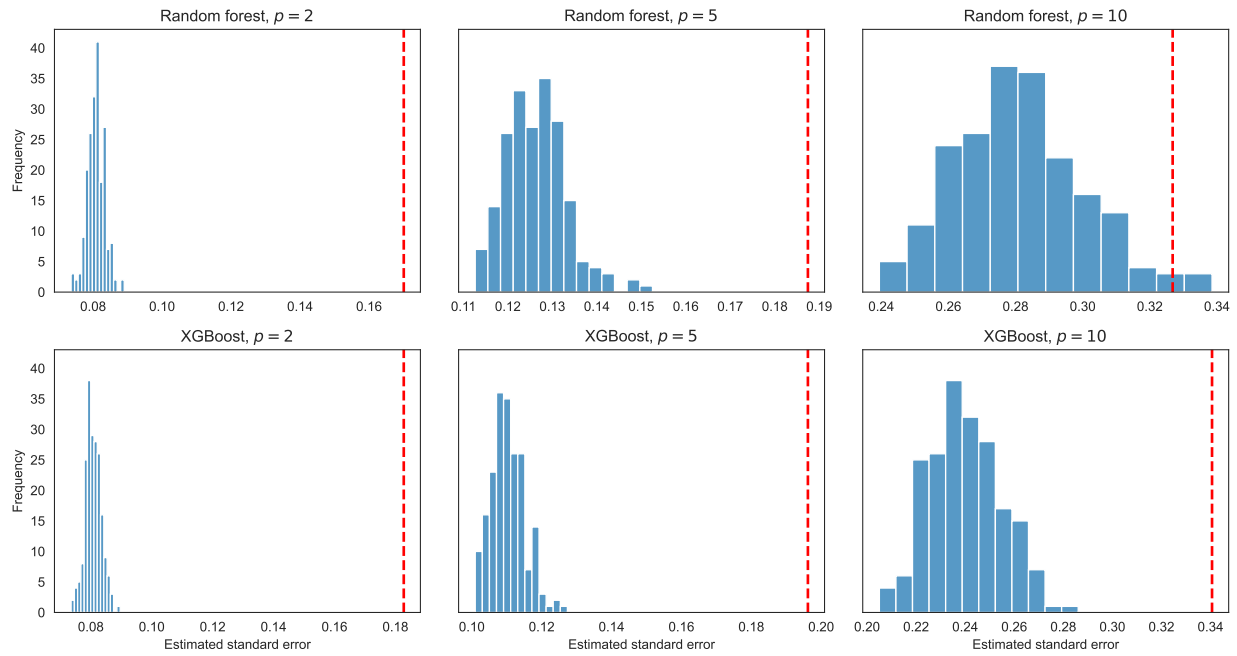 Random forest, p = 2
Random forest, p = 5
Random forest, p = 10
Frequency
40
35
30
25
20
15
10
5
0
0.08 0.10 0.12 0.14 0.16
0.11 0.12 0.13 0.14 0.15 0.16 0.17 0.18 0.19
0.24 0.26 0.28 0.30 0.32 0.34
XGBoost, p = 2
XGBoost, p = 5
XGBoost, p = 10
Frequency
40
35
30
25
20
15
10
5
0
0.08 0.10 0.12 0.14 0.16 0.18
0.10 0.12 0.14 0.16 0.18 0.20
0.20 0.22 0.24 0.26 0.28 0.30 0.32 0.34
Estimated standard error
Estimated standard error
Estimated standard error